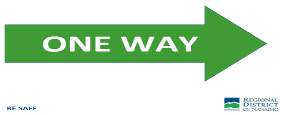 ONE WAY
BE SAFE
REGIONAL
DISTRICT
OF NANAIMO